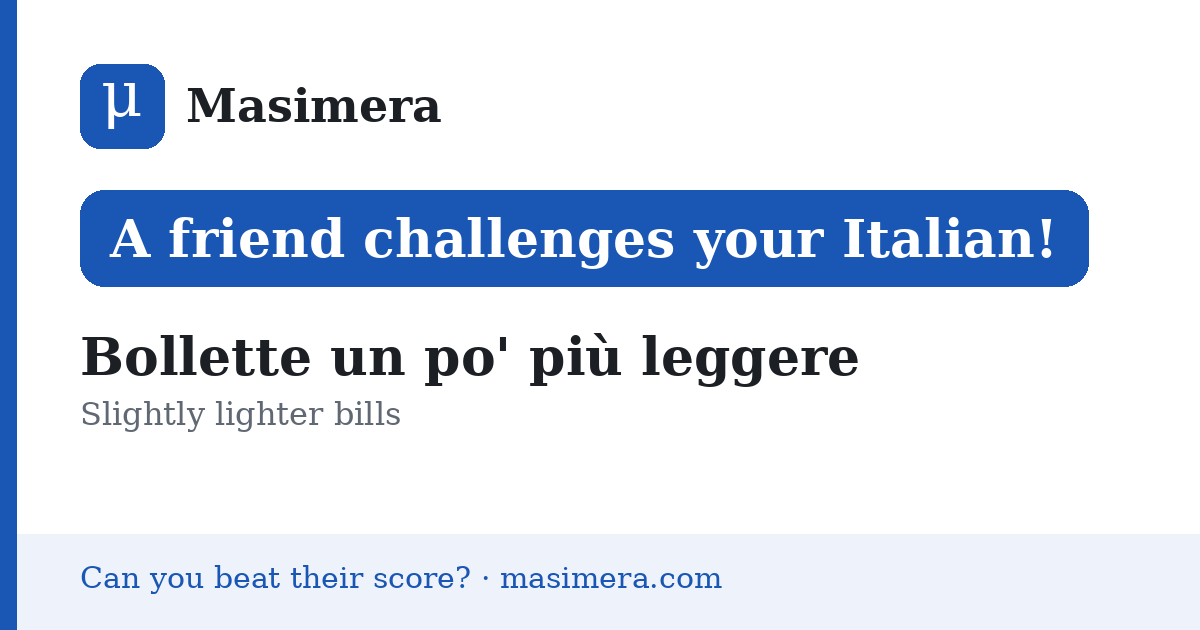 μ Masimera
A friend challenges your Italian!
Bollette un po' più leggere
Slightly lighter bills
Can you beat their score? · masimera.com